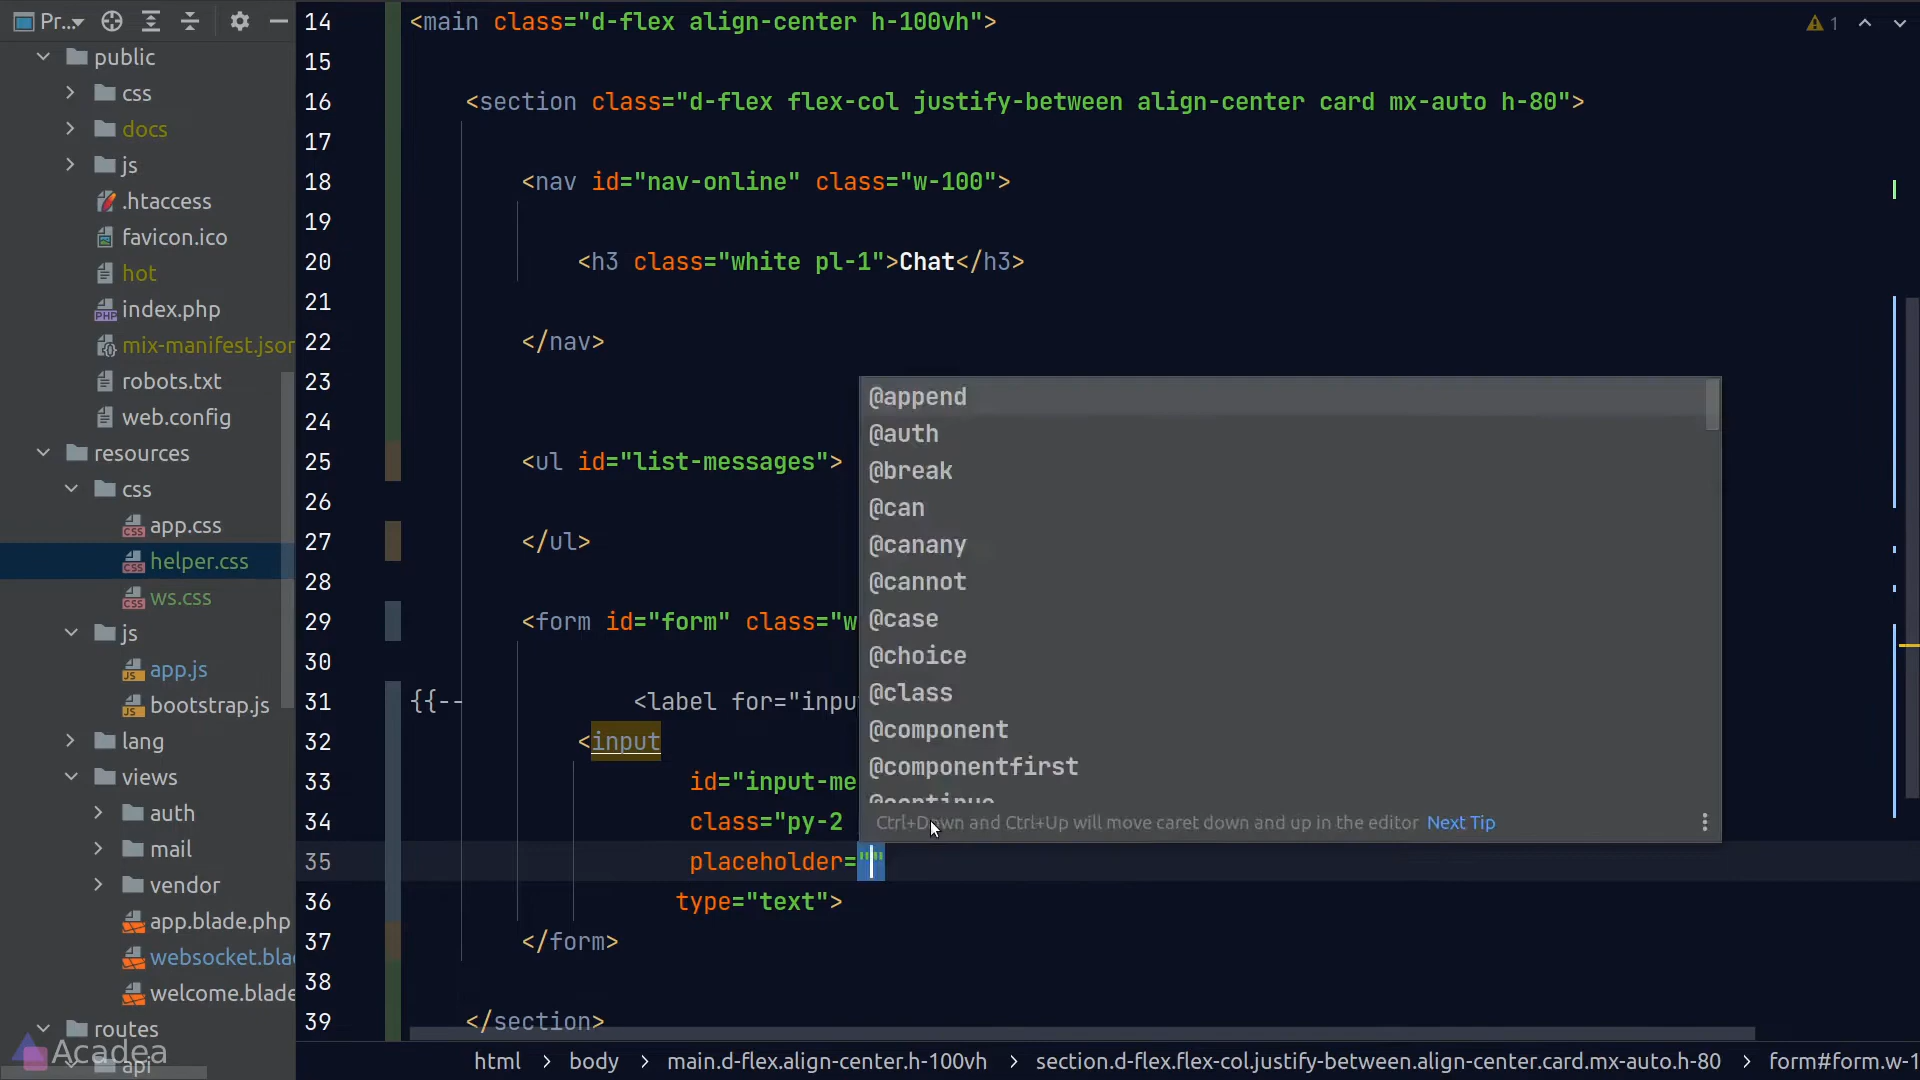 Pr...
public
css
docs
js
.htaccess
favicon.ico
hot
index.php
mix-manifest.json
robots.txt
web.config
resources
css
app.css
helper.css
ws.css
js
app.js
bootstrap.js
lang
views
auth
mail
vendor
app.blade.php
websocket.bla
welcome.blade
routes
api
Acadea
14 <main class="d-flex align-center h-100vh">
15
16 <section class="d-flex flex-col justify-between align-center card mx-auto h-80">
17
18 <nav id="nav-online" class="w-100">
19
20 <h3 class="white pl-1">Chat</h3>
21
22 </nav>
23
24
25 <ul id="list-messages">
26
27 </ul>
28
29 <form id="form" class="w
30
31 {{-- <label for="inpu
32 <input
33 id="input-me
34 class="py-2
35 placeholder=""
36 type="text">
37 </form>
38
39 </section>
1
@append
@auth
@break
@can
@canany
@cannot
@case
@choice
@class
@component
@componentfirst
@continue
Ctrl+Down and Ctrl+Up will move caret down and up in the editor Next Tip
html > body > main.d-flex.align-center.h-100vh > section.d-flex.flex-col.justify-between.align-center.card.mx-auto.h-80 > form#form.w-1